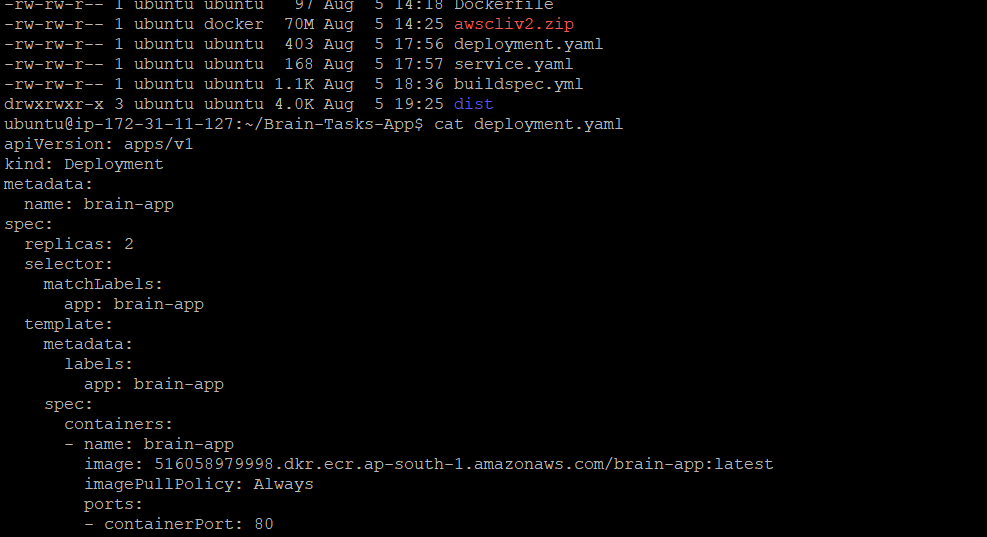 -rw-rw-r-- 1 ubuntu ubuntu   97 Aug  5 14:18 Dockerfile
-rw-rw-r-- 1 ubuntu docker  70M Aug  5 14:25 awscliv2.zip
-rw-rw-r-- 1 ubuntu ubuntu  403 Aug  5 17:56 deployment.yaml
-rw-rw-r-- 1 ubuntu ubuntu  168 Aug  5 17:57 service.yaml
-rw-rw-r-- 1 ubuntu ubuntu 1.1K Aug  5 18:36 buildspec.yml
drwxrwxr-x 3 ubuntu ubuntu 4.0K Aug  5 19:25 dist
ubuntu@ip-172-31-11-127:~/Brain-Tasks-App$ cat deployment.yaml
apiVersion: apps/v1
kind: Deployment
metadata:
  name: brain-app
spec:
  replicas: 2
  selector:
    matchLabels:
      app: brain-app
  template:
    metadata:
      labels:
        app: brain-app
    spec:
      containers:
      - name: brain-app
        image: 516058979998.dkr.ecr.ap-south-1.amazonaws.com/brain-app:latest
        imagePullPolicy: Always
        ports:
        - containerPort: 80